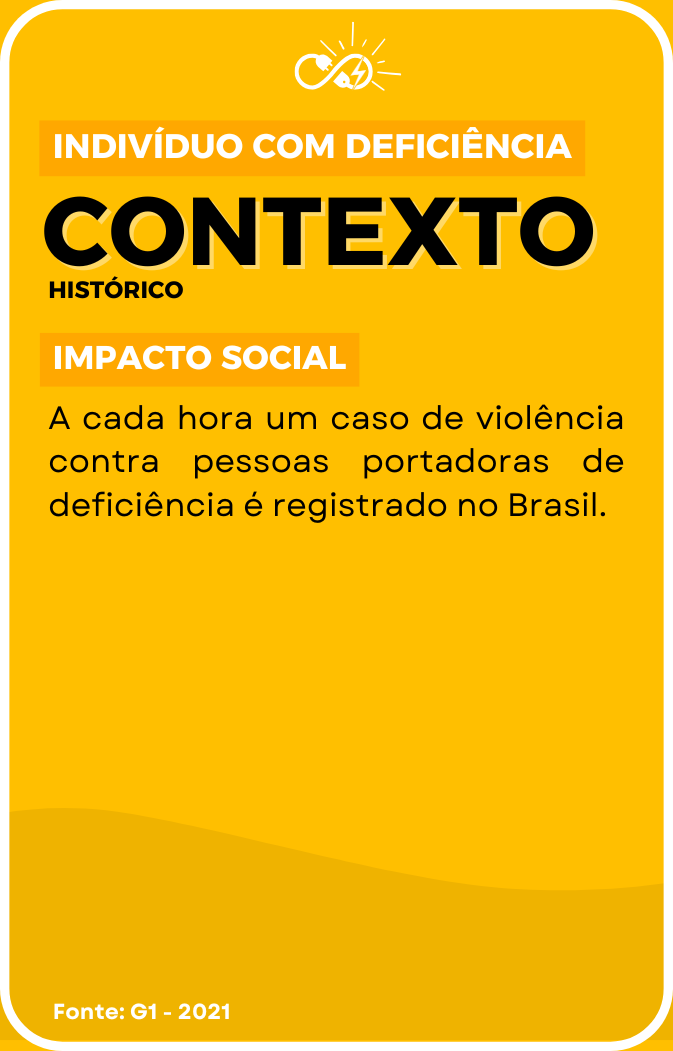 INDIVÍDUO COM DEFICIÊNCIA
CONTEXTO
HISTÓRICO
IMPACTO SOCIAL
A cada hora um caso de violência
contra pessoas portadoras de
deficiência é registrado no Brasil.
Fonte: G1 - 2021